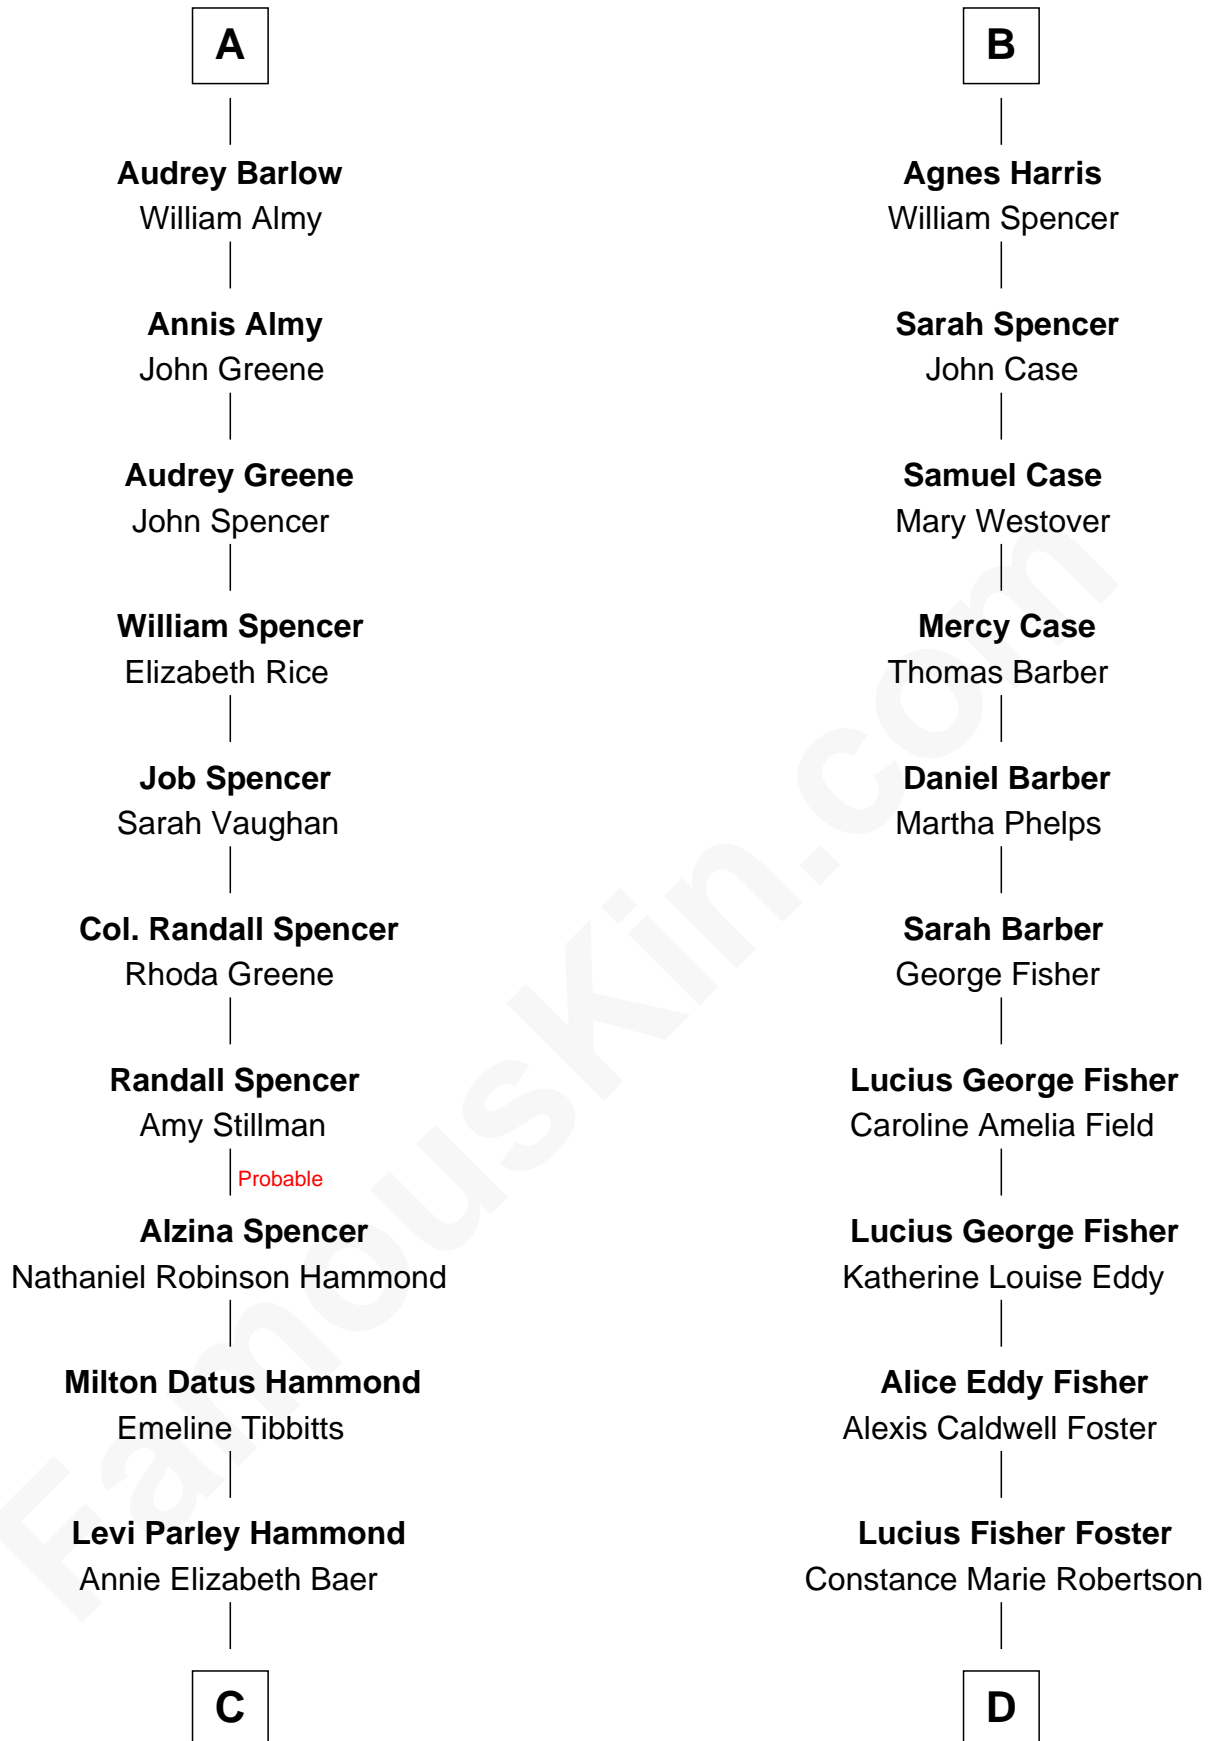 A
Audrey Barlow
William Almy
Annis Almy
John Greene
Audrey Greene
John Spencer
William Spencer
Elizabeth Rice
Job Spencer
Sarah Vaughan
Col. Randall Spencer
Rhoda Greene
Randall Spencer
Amy Stillman
Probable
Alzina Spencer
Nathaniel Robinson Hammond
Milton Datus Hammond
Emeline Tibbitts
Levi Parley Hammond
Annie Elizabeth Baer
C
B
Agnes Harris
William Spencer
Sarah Spencer
John Case
Samuel Case
Mary Westover
Mercy Case
Thomas Barber
Daniel Barber
Martha Phelps
Sarah Barber
George Fisher
Lucius George Fisher
Caroline Amelia Field
Lucius George Fisher
Katherine Louise Eddy
Alice Eddy Fisher
Alexis Caldwell Foster
Lucius Fisher Foster
Constance Marie Robertson
D
FamousKin.com